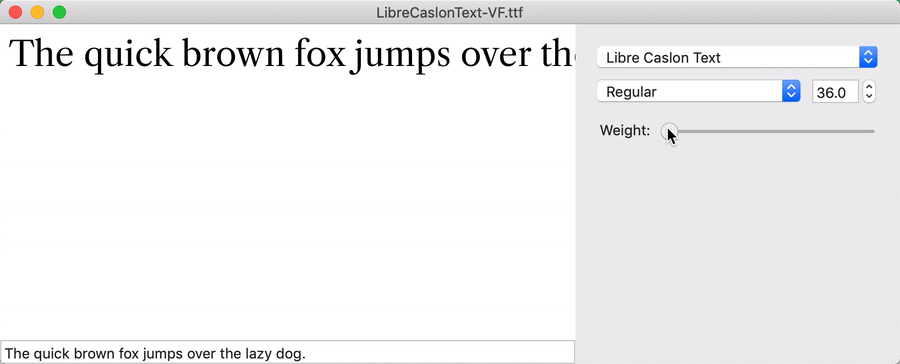 LibreCaslonText-VF.ttf
The quick brown fox jumps over the
Libre Caslon Text
Regular
36.0
Weight:
The quick brown fox jumps over the lazy dog.